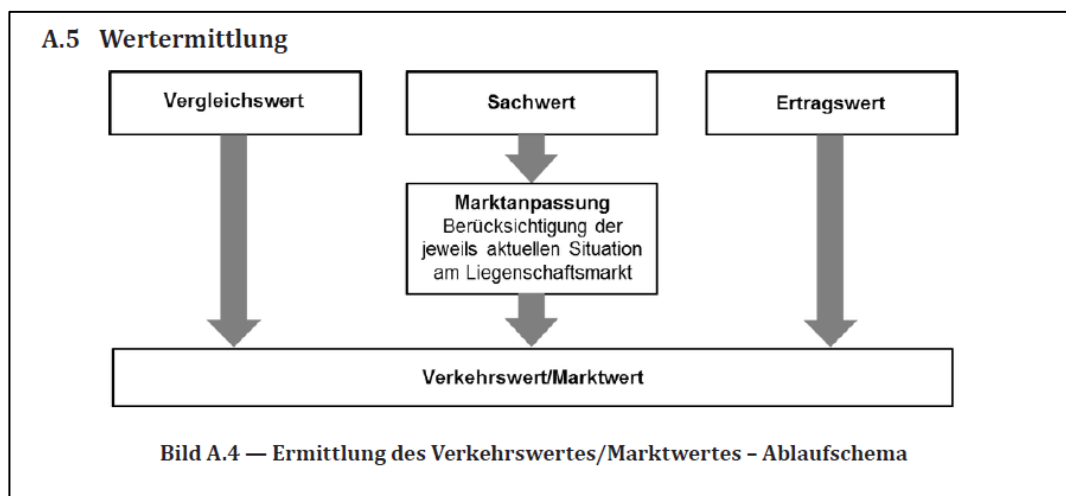 A.5 Wertermittlung
Vergleichswert
Sachwert
Ertragswert
Marktanpassung
Berücksichtigung der
jeweils aktuellen Situation
am Liegenschaftsmarkt
Verkehrswert/Marktwert
Bild A.4 — Ermittlung des Verkehrswertes/Marktwertes – Ablaufschema